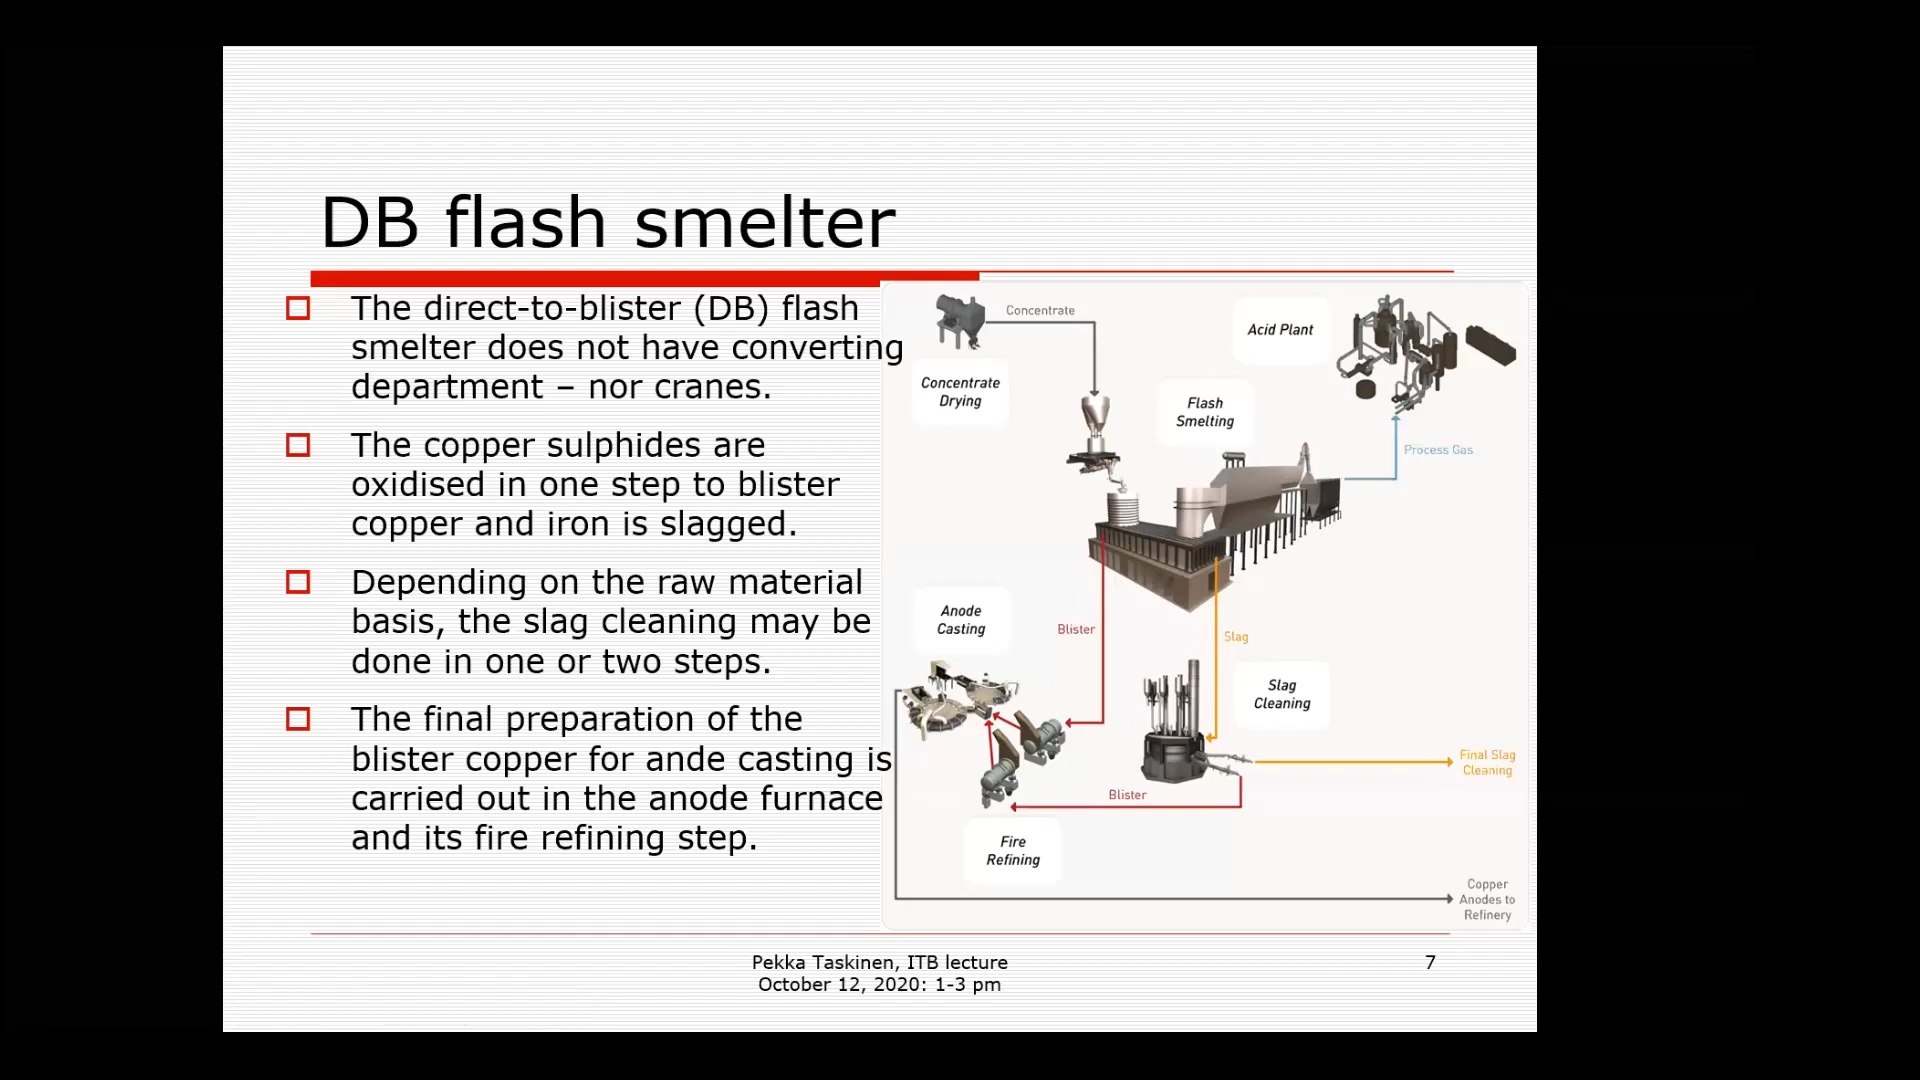 DB flash smelter
The direct-to-blister (DB) flash
smelter does not have converting
department – nor cranes.
The copper sulphides are
oxidised in one step to blister
copper and iron is slagged.
Depending on the raw material
basis, the slag cleaning may be
done in one or two steps.
The final preparation of the
blister copper for ande casting is
carried out in the anode furnace
and its fire refining step.
Concentrate
Acid Plant
Concentrate
Drying
Flash
Smelting
Process Gas
Anode
Casting
Blister
Slag
Slag
Cleaning
Final Slag
Cleaning
Blister
Fire
Refining
Copper
Anodes to
Refinery
Pekka Taskinen, ITB lecture
October 12, 2020: 1-3 pm
7